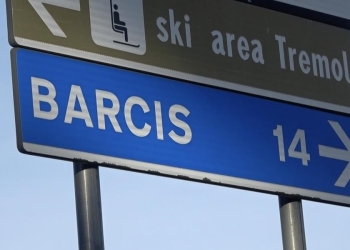 ski area Tremol
BARCIS 14